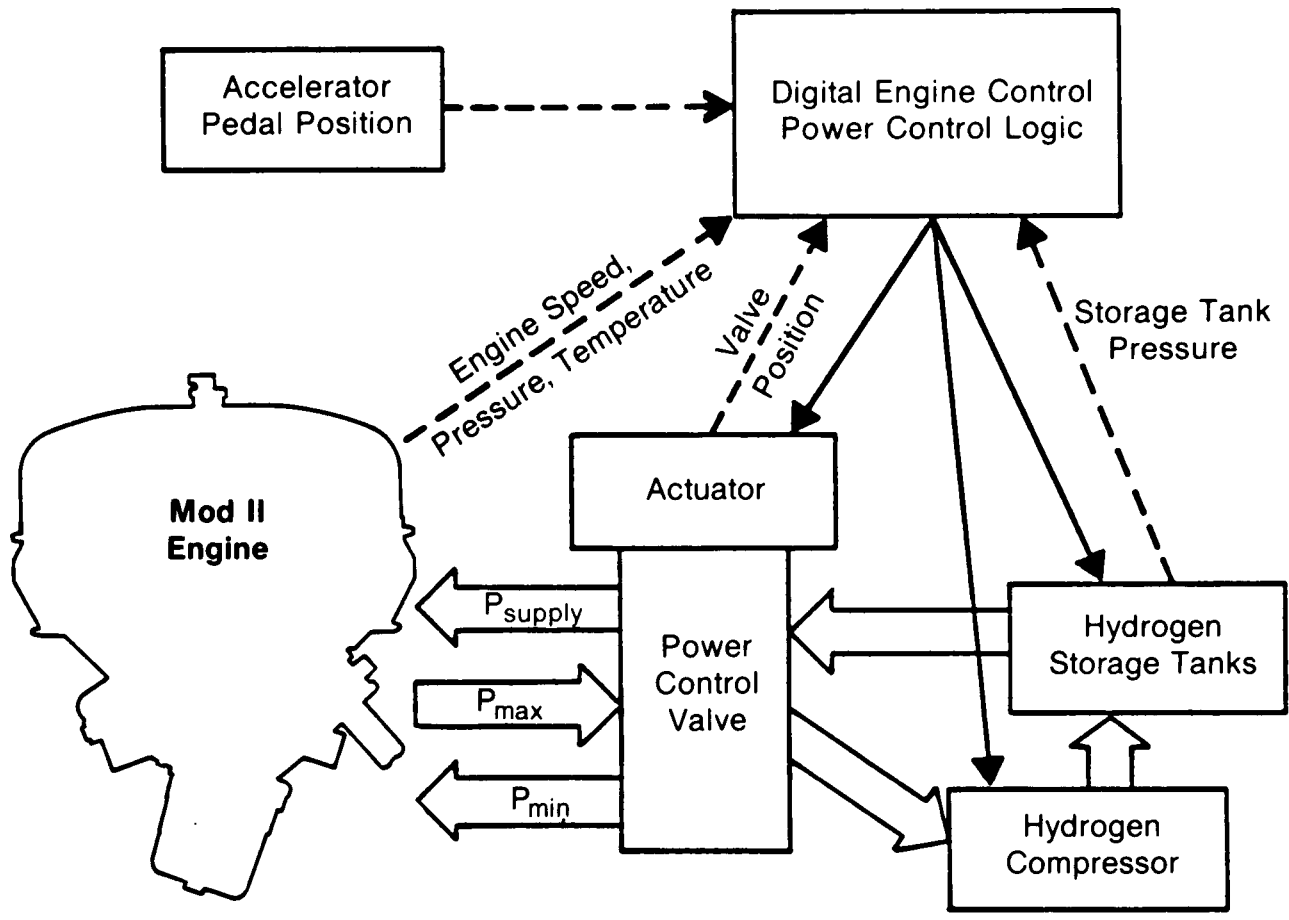 Accelerator
Pedal Position
Digital Engine Control
Power Control Logic
Engine Speed,
Pressure, Temperature
Valve
Position
Storage Tank
Pressure
Mod II
Engine
Actuator
Psupply
Pmax
Pmin
Power
Control
Valve
Hydrogen
Storage Tanks
Hydrogen
Compressor